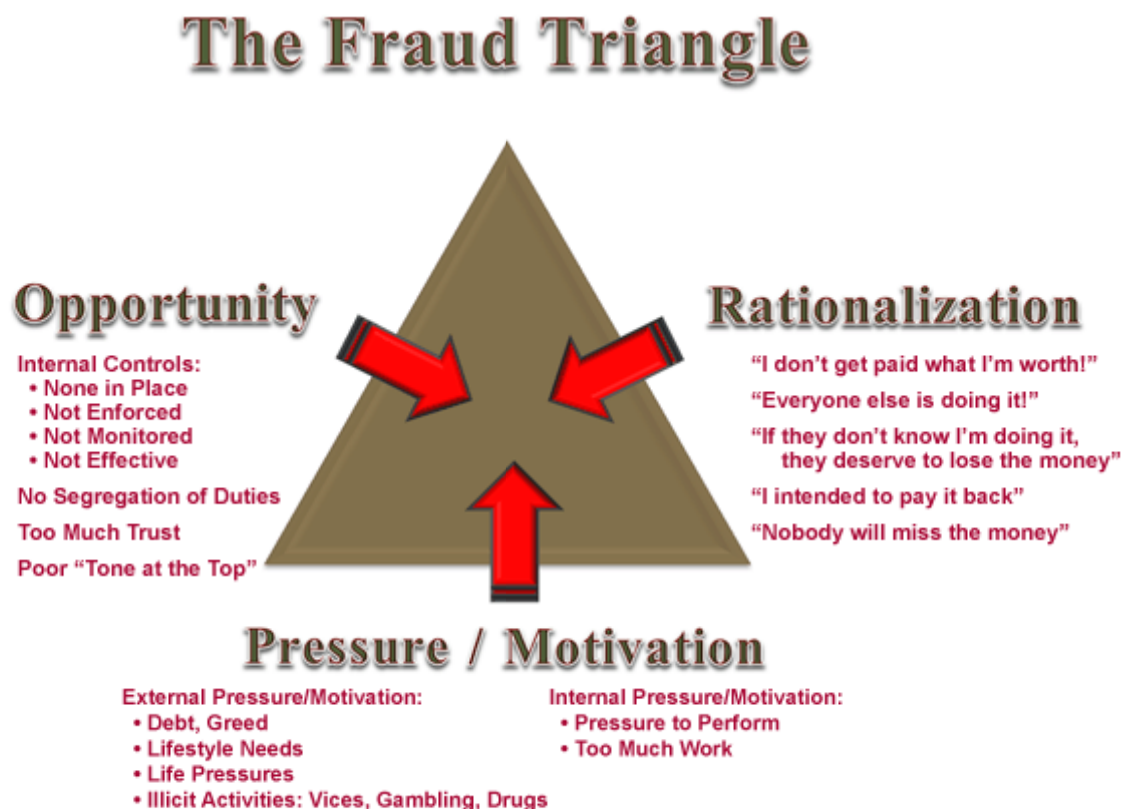 The Fraud Triangle
Opportunity
Internal Controls:
• None in Place
• Not Enforced
• Not Monitored
• Not Effective
No Segregation of Duties
Too Much Trust
Poor “Tone at the Top”
Rationalization
“I don’t get paid what I’m worth!”
“Everyone else is doing it!”
“If they don’t know I’m doing it,
they deserve to lose the money”
“I intended to pay it back”
“Nobody will miss the money”
Pressure / Motivation
External Pressure/Motivation:
• Debt, Greed
• Lifestyle Needs
• Life Pressures
• Illicit Activities: Vices, Gambling, Drugs
Internal Pressure/Motivation:
• Pressure to Perform
• Too Much Work